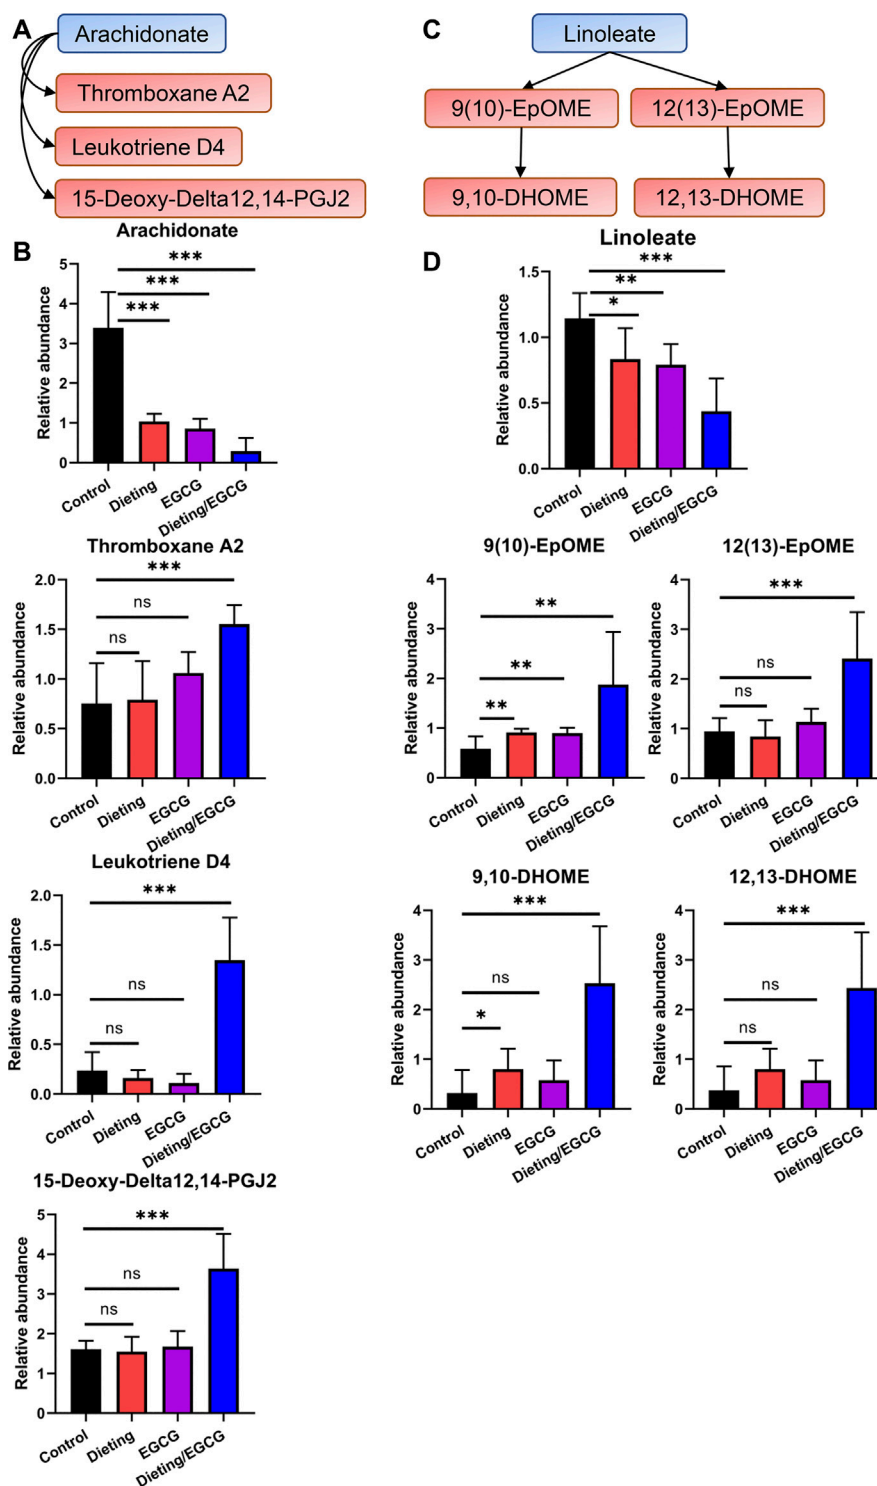 A
Arachidonate
Thromboxane A2
Leukotriene D4
15-Deoxy-Delta12,14-PGJ2
C
Linoleate
9(10)-EpOME
12(13)-EpOME
9,10-DHOME
12,13-DHOME
B
Arachidonate
Relative abundance
5
4
3
2
1
0
***
***
***
Control
Dieting
EGCG
Dieting/EGCG
D
Linoleate
Relative abundance
1.5
1.0
0.5
0.0
***
**
*
Control
Dieting
EGCG
Dieting/EGCG
Thromboxane A2
Relative abundance
2.0
1.5
1.0
0.5
0.0
***
ns
ns
Control
Dieting
EGCG
Dieting/EGCG
9(10)-EpOME
Relative abundance
4
3
2
1
0
**
**
**
Control
Dieting
EGCG
Dieting/EGCG
12(13)-EpOME
Relative abundance
4
3
2
1
0
***
ns
ns
Control
Dieting
EGCG
Dieting/EGCG
Leukotriene D4
Relative abundance
2.0
1.5
1.0
0.5
0.0
***
ns
ns
Control
Dieting
EGCG
Dieting/EGCG
9,10-DHOME
Relative abundance
4
3
2
1
0
***
ns
*
Control
Dieting
EGCG
Dieting/EGCG
12,13-DHOME
Relative abundance
4
3
2
1
0
***
ns
ns
Control
Dieting
EGCG
Dieting/EGCG
15-Deoxy-Delta12,14-PGJ2
Relative abundance
5
4
3
2
1
0
***
ns
ns
Control
Dieting
EGCG
Dieting/EGCG